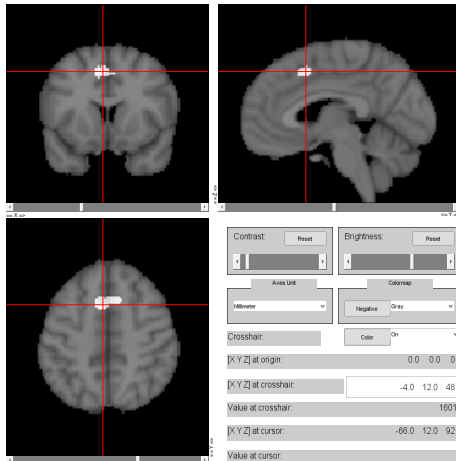 <= X =>
<= Z =>
<= Y =
<= Y =>
Contrast: Reset
Brightness: Reset
Axes Unit
Colormap
Millimeter
Negative Gray
Crosshair:
Color On
[X Y Z] at origin: 0.0 0.0 0
[X Y Z] at crosshair: -4.0 12.0 48
Value at crosshair: 1601
[X Y Z] at cursor: -66.0 12.0 92
Value at cursor: